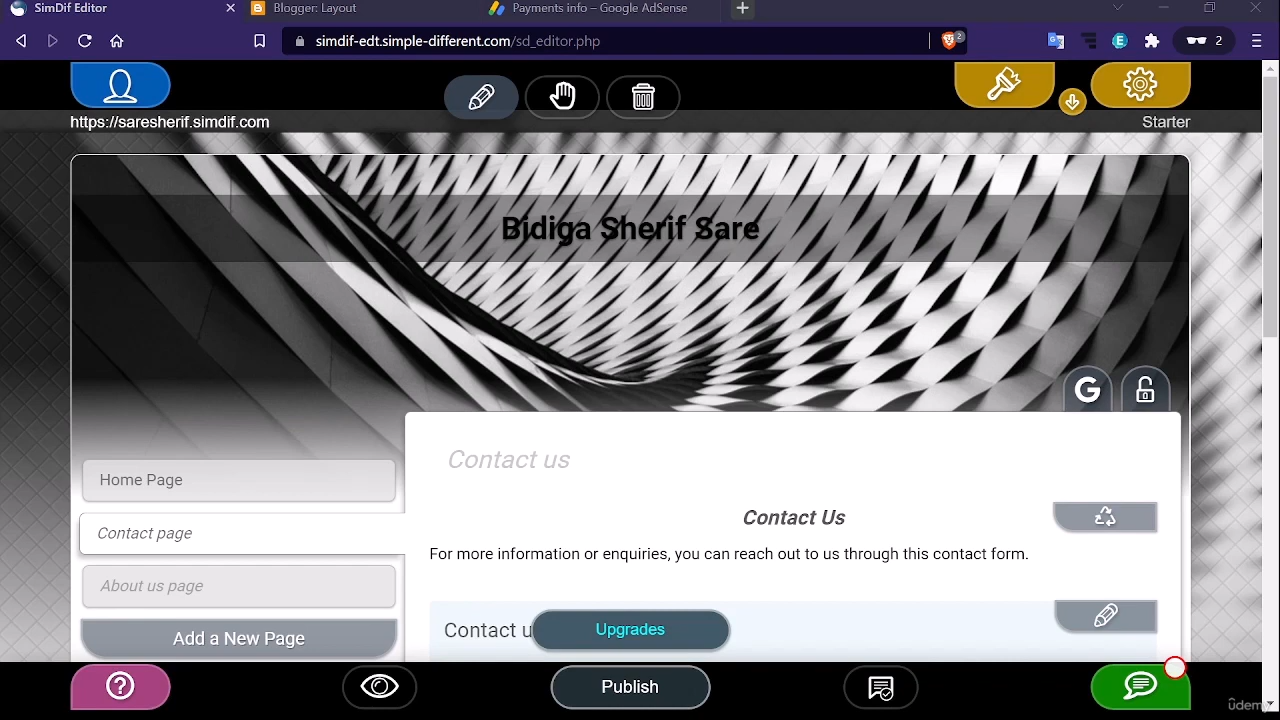 SimDif Editor
Blogger: Layout
Payments info – Google AdSense
simdif-edt.simple-different.com/sd_editor.php
2
E
2
https://saresherif.simdif.com
Starter
Bidiga Sherif Sare
G
Contact us
Home Page
Contact Us
Contact page
For more information or enquiries, you can reach out to us through this contact form.
About us page
Contact u
Upgrades
Add a New Page
Publish
ûdemy